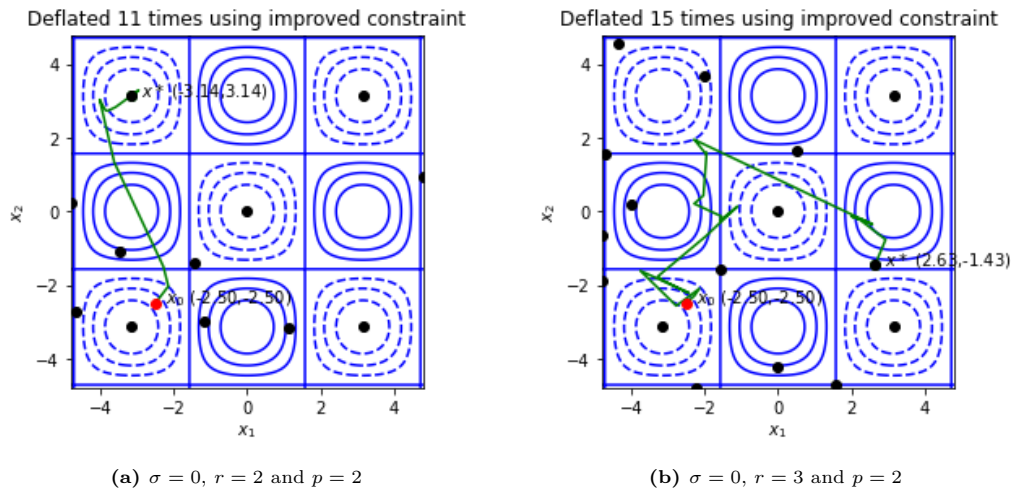 Deflated 11 times using improved constraint
4
2
0
−2
−4
x₂
x* (-3.14,3.14)
x₀ (-2.50,-2.50)
−4
−2
0
2
4
x₁
(a) σ = 0, r = 2 and p = 2
Deflated 15 times using improved constraint
4
2
0
−2
−4
x₂
x* (2.63,-1.43)
x₀ (-2.50,-2.50)
−4
−2
0
2
4
x₁
(b) σ = 0, r = 3 and p = 2